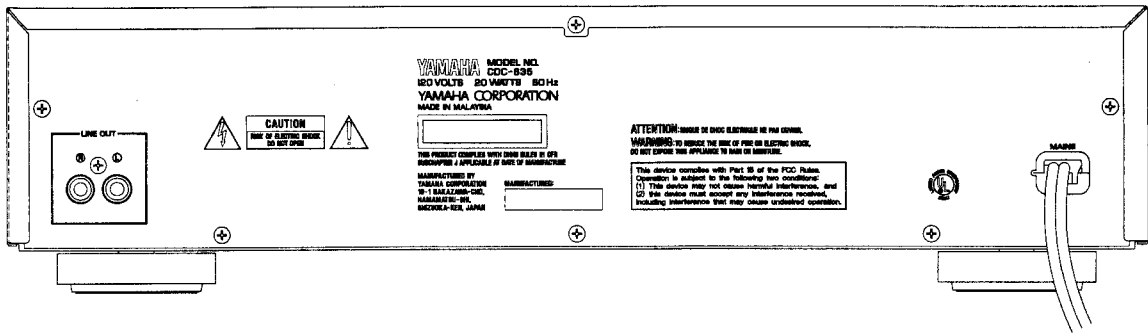 LINE OUT
R L
CAUTION
RISK OF ELECTRIC SHOCK
DO NOT OPEN
YAMAHA MODEL NO.
CDC-635
120 VOLTS 20 WATTS 60Hz
YAMAHA CORPORATION
MADE IN MALAYSIA
THIS PRODUCT COMPLIES WITH DHHS RULES 21 CFR
SUBCHAPTER J APPLICABLE AT DATE OF MANUFACTURE
MANUFACTURED BY
YAMAHA CORPORATION
10-1 NAKAZAWA-CHO,
HAMAMATSU-SHI,
SHIZUOKA-KEN, JAPAN
MANUFACTURED:
ATTENTION: RISQUE DE CHOC ELECTRIQUE NE PAS OUVRIR.
WARNING: TO REDUCE THE RISK OF FIRE OR ELECTRIC SHOCK,
DO NOT EXPOSE THIS APPLIANCE TO RAIN OR MOISTURE.
This device complies with Part 15 of the FCC Rules.
Operation is subject to the following two conditions:
(1) This device may not cause harmful interference, and
(2) this device must accept any interference received,
including interference that may cause undesired operation.
UL
MAINS